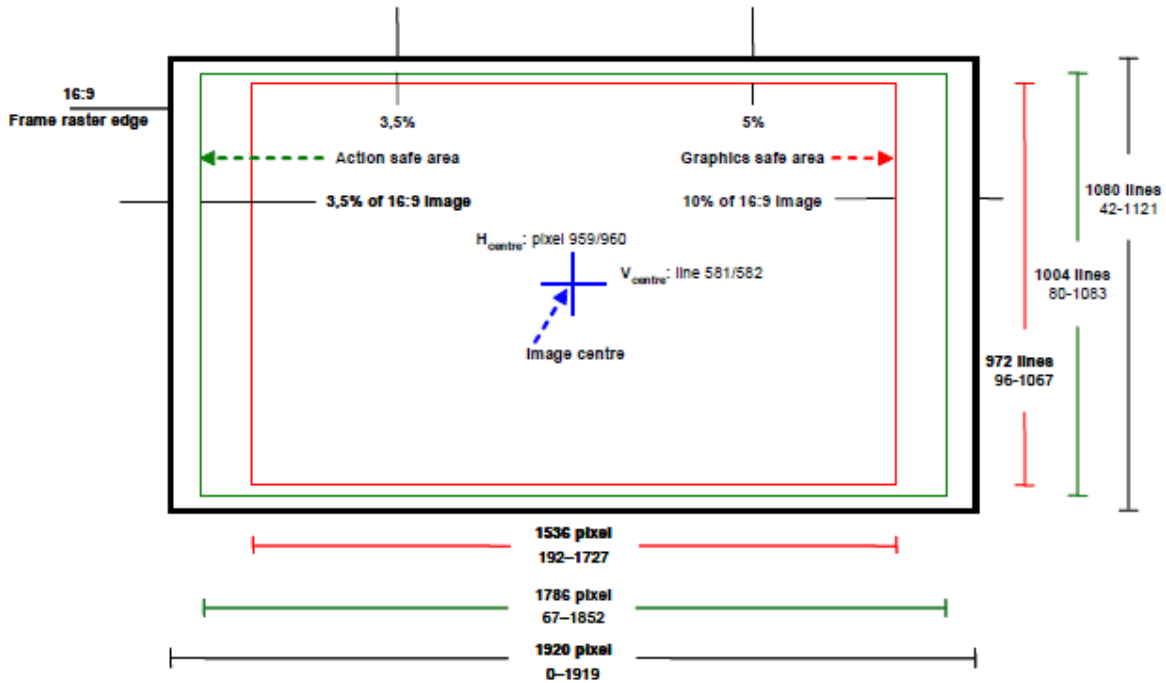 16:9
Frame raster edge
3,5%
5%
Action safe area
Graphics safe area
3,5% of 16:9 Image
10% of 16:9 IMAGE
1080 lines
42-1121
Hcentre: pixel 959/960
Vcentre: line 581/582
1004 lines
80-1083
Image centre
972 lines
96-1067
1536 pixel
192–1727
1786 pixel
67–1852
1920 pixel
0–1919